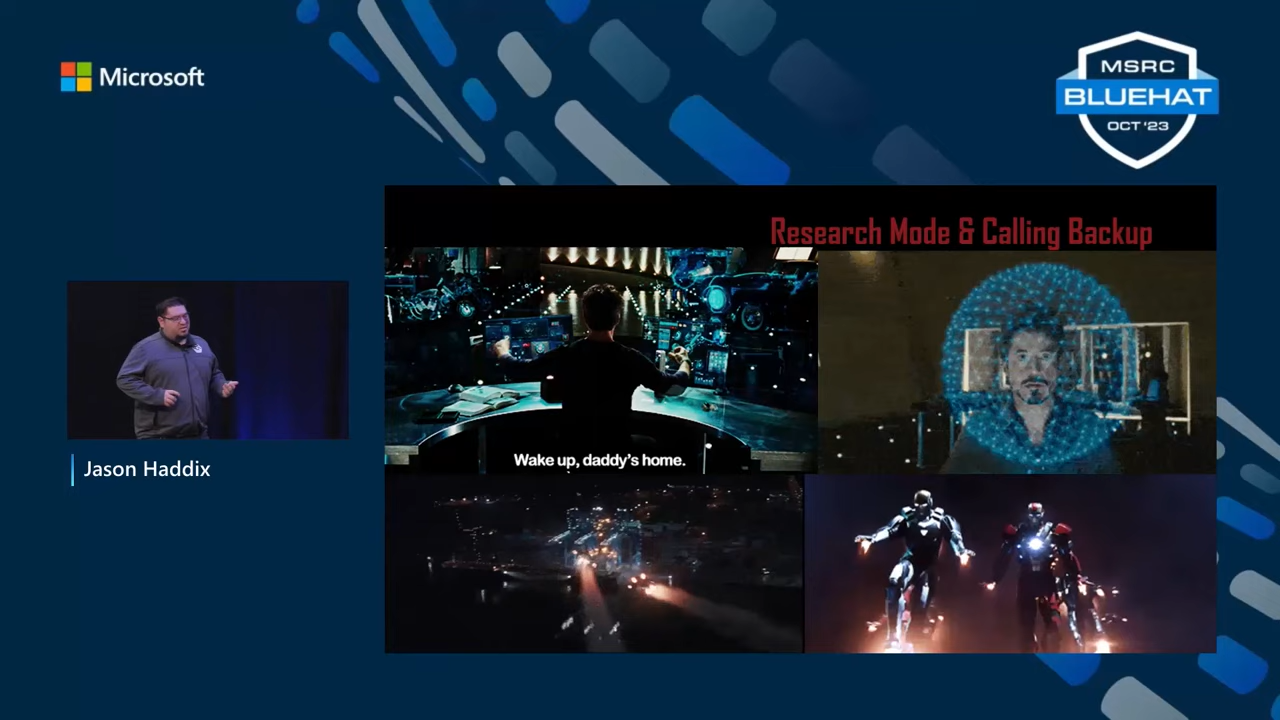 Microsoft
MSRC
BLUEHAT
OCT '23
Research Mode & Calling Backup
Wake up, daddy's home.
Jason Haddix